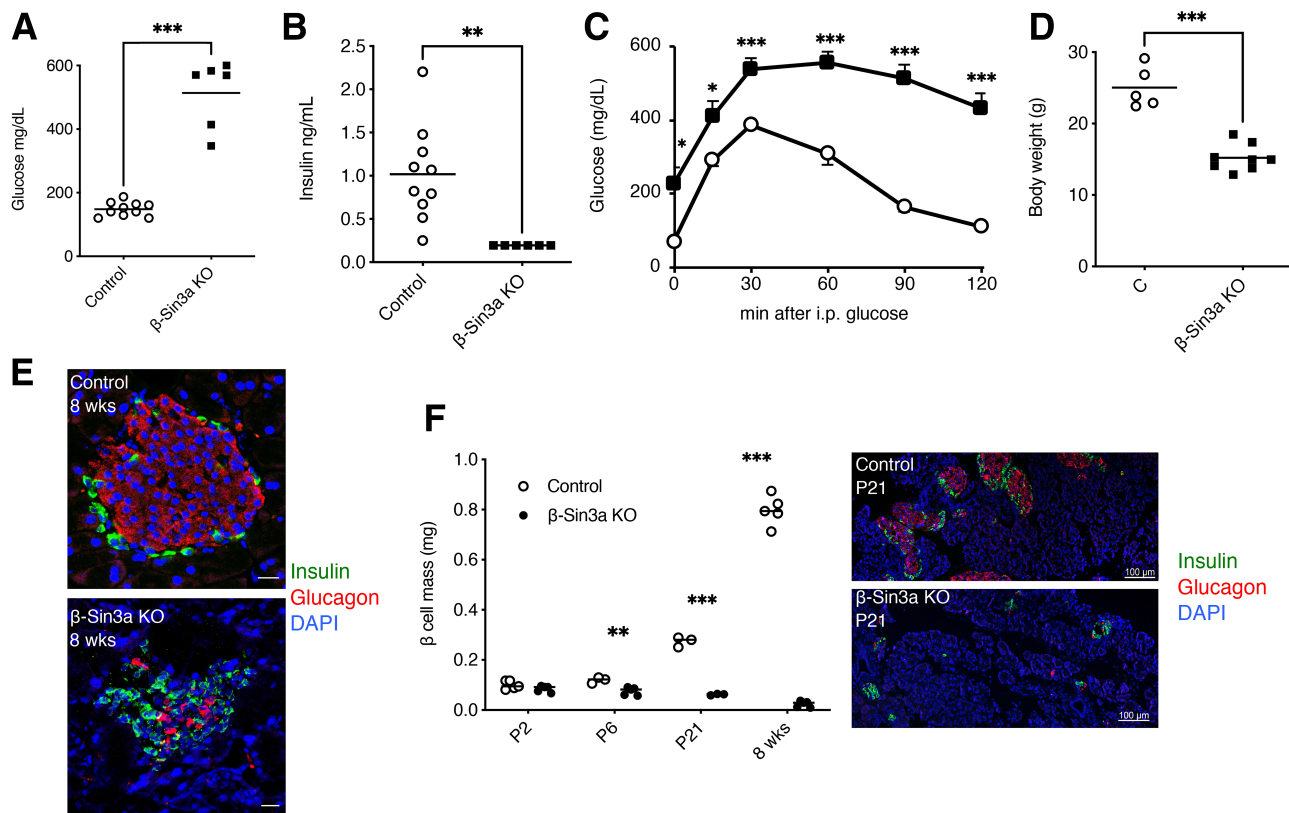 A
***
Glucose mg/dL
600
400
200
0
Control
β-Sin3a KO
B
**
Insulin ng/mL
2.5
2.0
1.5
1.0
0.5
0.0
Control
β-Sin3a KO
C
Glucose (mg/dL)
600
400
200
0
*
*
***
***
***
***
0
30
60
90
120
min after i.p. glucose
D
***
Body weight (g)
30
20
10
0
C
β-Sin3a KO
E
Control
8 wks
β-Sin3a KO
8 wks
Insulin
Glucagon
DAPI
F
β cell mass (mg)
1.0
0.8
0.6
0.4
0.2
0.0
Control
β-Sin3a KO
**
***
***
P2
P6
P21
8 wks
Control
P21
100 µm
β-Sin3a KO
P21
100 µm
Insulin
Glucagon
DAPI